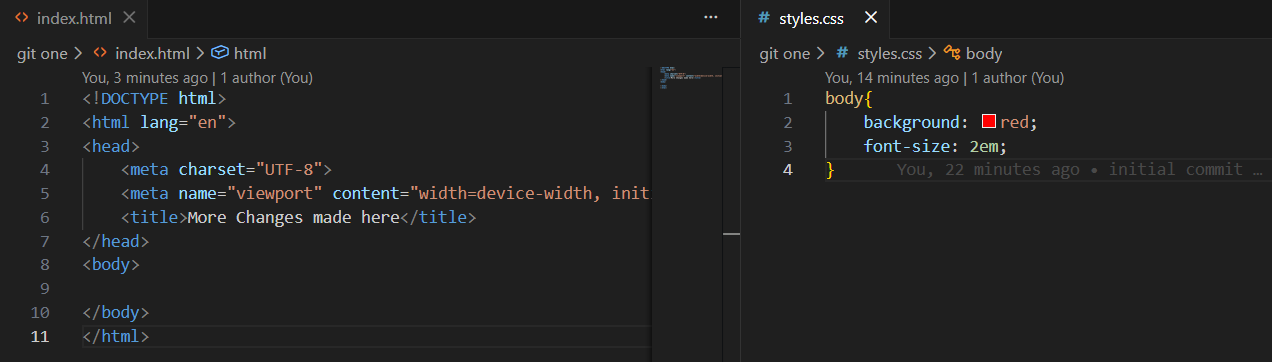 index.html
git one > index.html > html
You, 3 minutes ago | 1 author (You)
1 <!DOCTYPE html>
2 <html lang="en">
3 <head>
4     <meta charset="UTF-8">
5     <meta name="viewport" content="width=device-width, init
6     <title>More Changes made here</title>
7 </head>
8 <body>
9
10 </body>
11 </html>
# styles.css
git one > # styles.css > body
You, 14 minutes ago | 1 author (You)
1 body{
2     background: red;
3     font-size: 2em;
4 }     You, 22 minutes ago • initial commit …